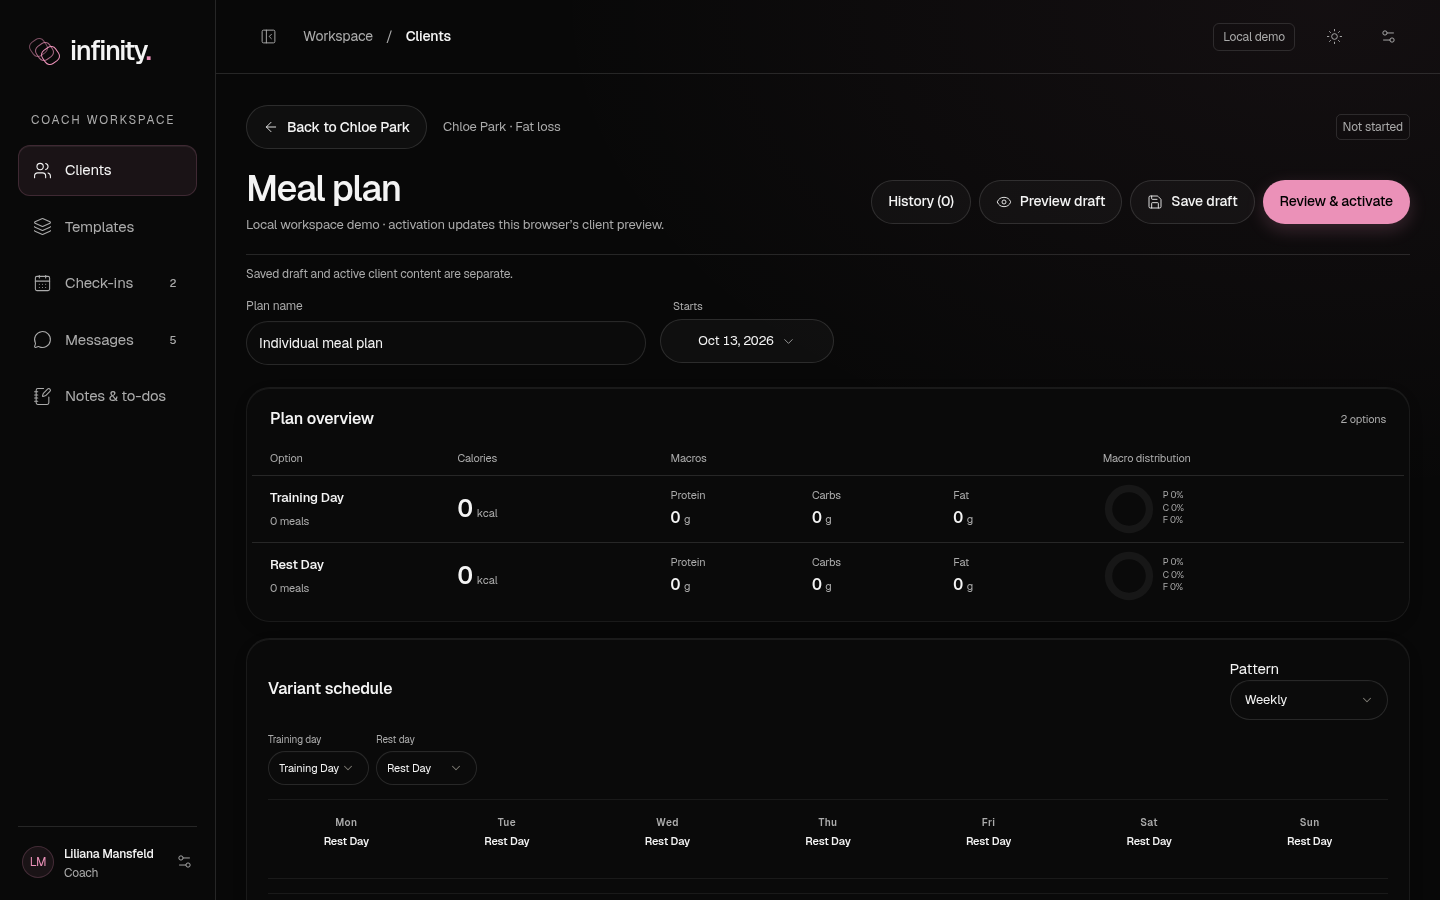 infinity.
Workspace / Clients
Local demo
COACH WORKSPACE
Clients
Templates
Check-ins 2
Messages 5
Notes & to-dos
LM
Liliana Mansfeld
Coach
Back to Chloe Park
Chloe Park · Fat loss
Not started
Meal plan
Local workspace demo · activation updates this browser's client preview.
History (0)
Preview draft
Save draft
Review & activate
Saved draft and active client content are separate.
Plan name
Individual meal plan
Starts
Oct 13, 2026
Plan overview
2 options
Option Calories Macros Macro distribution
Training Day
0 meals
0 kcal
Protein
0 g
Carbs
0 g
Fat
0 g
P 0%
C 0%
F 0%
Rest Day
0 meals
0 kcal
Protein
0 g
Carbs
0 g
Fat
0 g
P 0%
C 0%
F 0%
Variant schedule
Pattern
Weekly
Training day
Training Day
Rest day
Rest Day
Mon Tue Wed Thu Fri Sat Sun
Rest Day Rest Day Rest Day Rest Day Rest Day Rest Day Rest Day